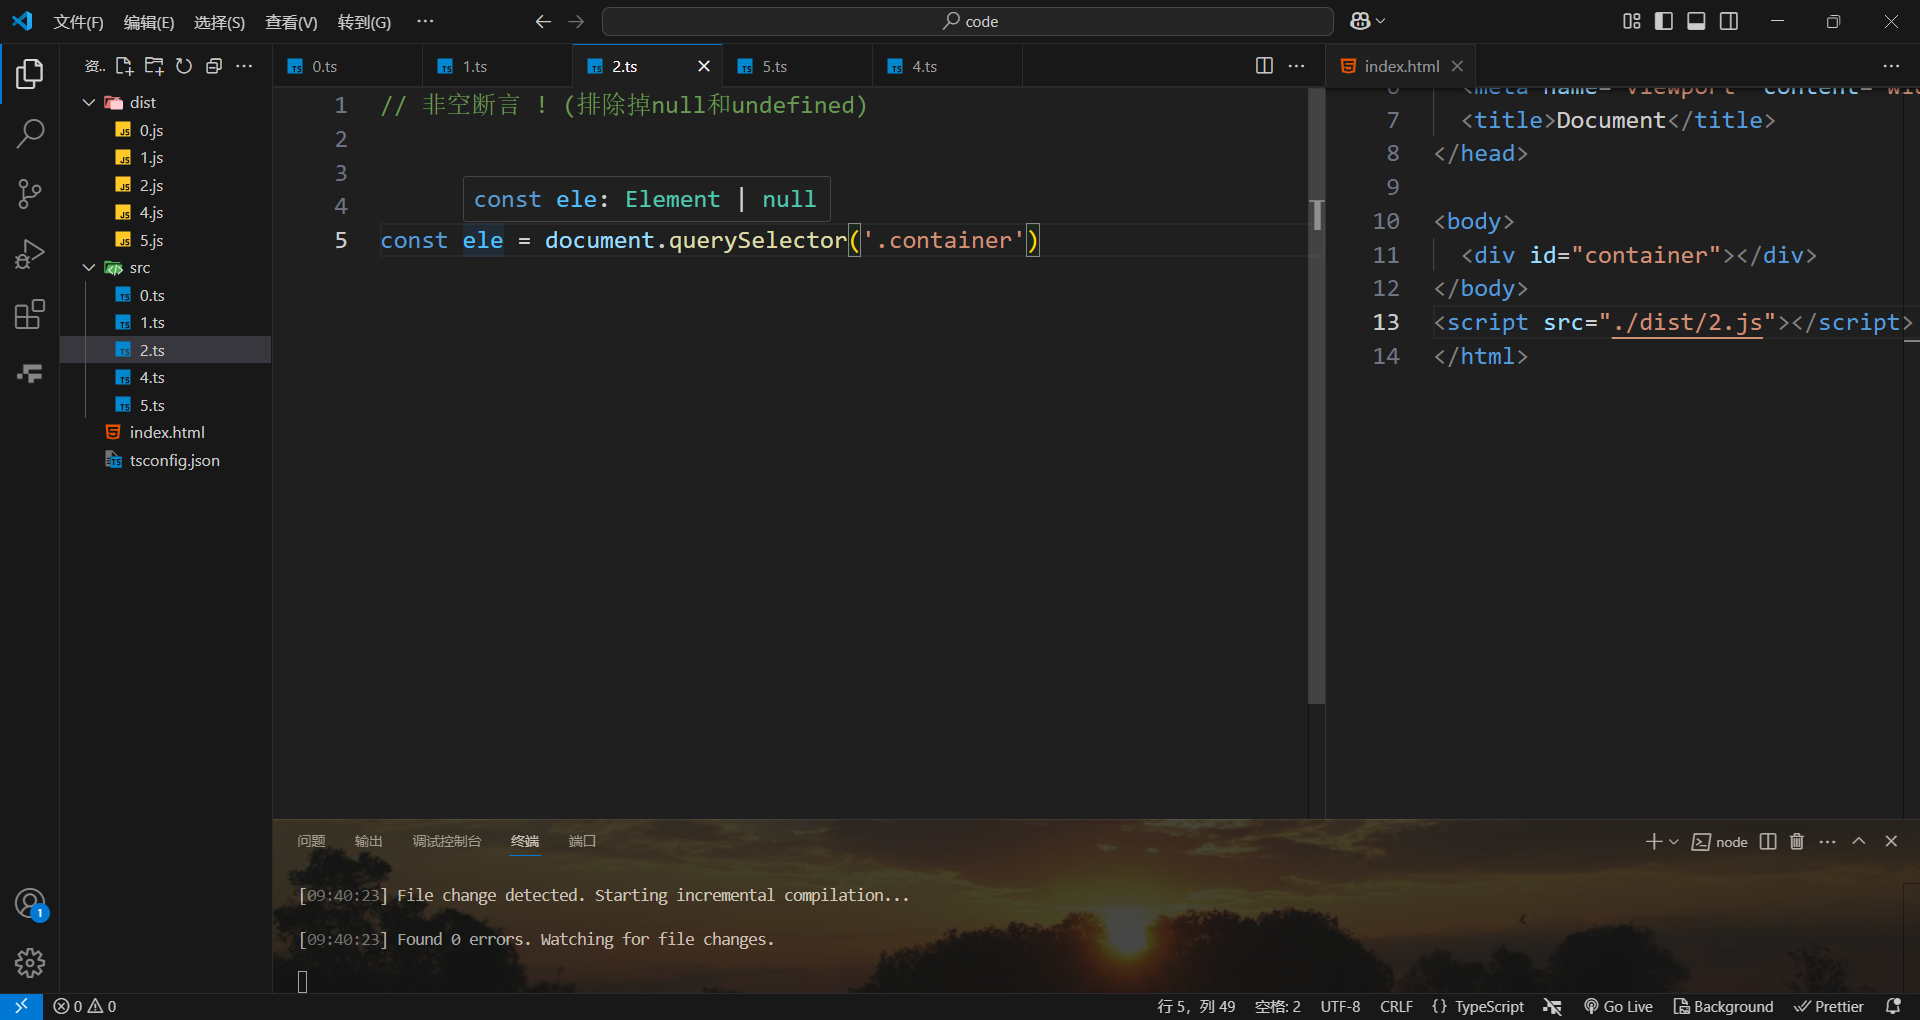 文件(F) 编辑(E) 选择(S) 查看(V) 转到(G) ··· code
资..
dist
0.js
1.js
2.js
4.js
5.js
src
0.ts
1.ts
2.ts
4.ts
5.ts
index.html
tsconfig.json
0.ts 1.ts 2.ts 5.ts 4.ts
1 // 非空断言 ! (排除掉null和undefined)
2
3
4
const ele: Element | null
5 const ele = document.querySelector('.container')
index.html
6 <meta name="viewport" content="wi
7 <title>Document</title>
8 </head>
9
10 <body>
11 <div id="container"></div>
12 </body>
13 <script src="./dist/2.js"></script>
14 </html>
问题 输出 调试控制台 终端 端口 node
[09:40:23] File change detected. Starting incremental compilation...
[09:40:23] Found 0 errors. Watching for file changes.
1
0 0 行 5，列 49 空格: 2 UTF-8 CRLF {} TypeScript Go Live Background Prettier